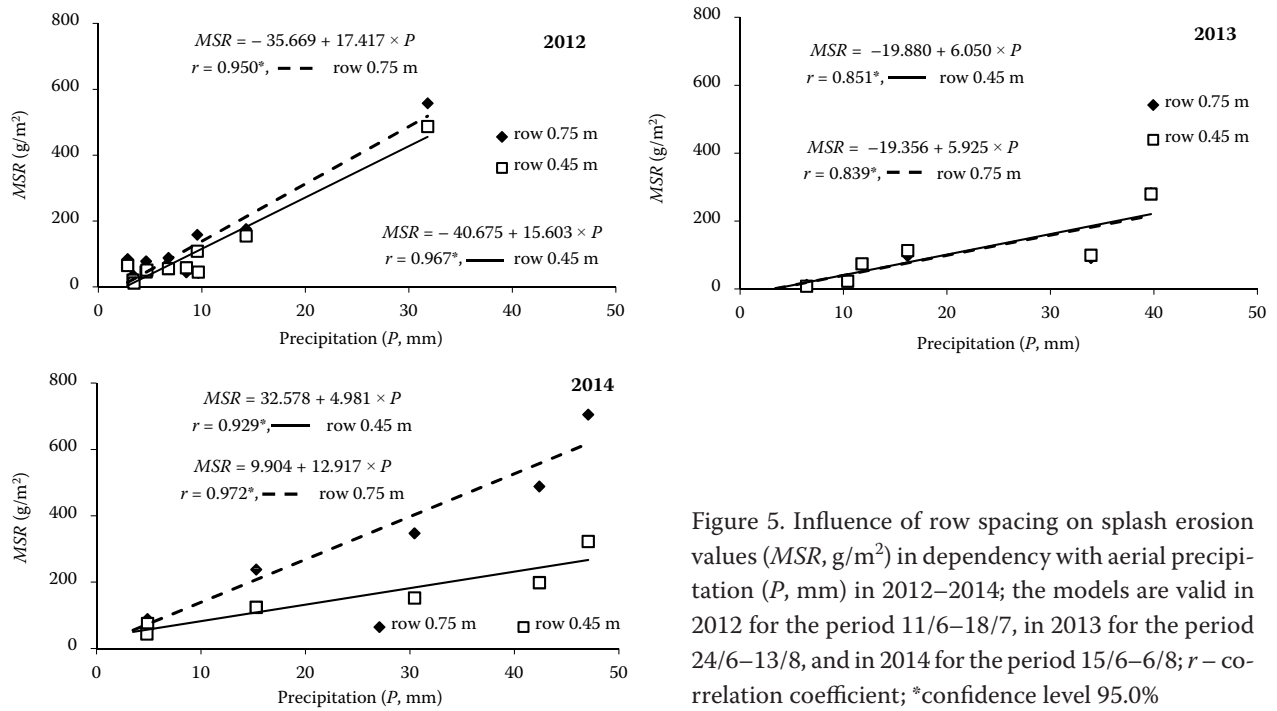 800
600
400
200
0
MSR (g/m²)
MSR = – 35.669 + 17.417 × P
r = 0.950*, row 0.75 m
2012
row 0.75 m
row 0.45 m
MSR = – 40.675 + 15.603 × P
r = 0.967*, row 0.45 m
0 10 20 30 40 50
Precipitation (P, mm)
800
600
400
200
0
MSR (g/m²)
MSR = –19.880 + 6.050 × P
r = 0.851*, row 0.45 m
2013
row 0.75 m
row 0.45 m
MSR = –19.356 + 5.925 × P
r = 0.839*, row 0.75 m
0 10 20 30 40 50
Precipitation (P, mm)
800
600
400
200
0
MSR (g/m²)
MSR = 32.578 + 4.981 × P
r = 0.929*, row 0.45 m
2014
MSR = 9.904 + 12.917 × P
r = 0.972*, row 0.75 m
row 0.75 m row 0.45 m
0 10 20 30 40 50
Precipitation (P, mm)
Figure 5. Influence of row spacing on splash erosion
values (MSR, g/m²) in dependency with aerial precipi-
tation (P, mm) in 2012–2014; the models are valid in
2012 for the period 11/6–18/7, in 2013 for the period
24/6–13/8, and in 2014 for the period 15/6–6/8; r – co-
rrelation coefficient; *confidence level 95.0%